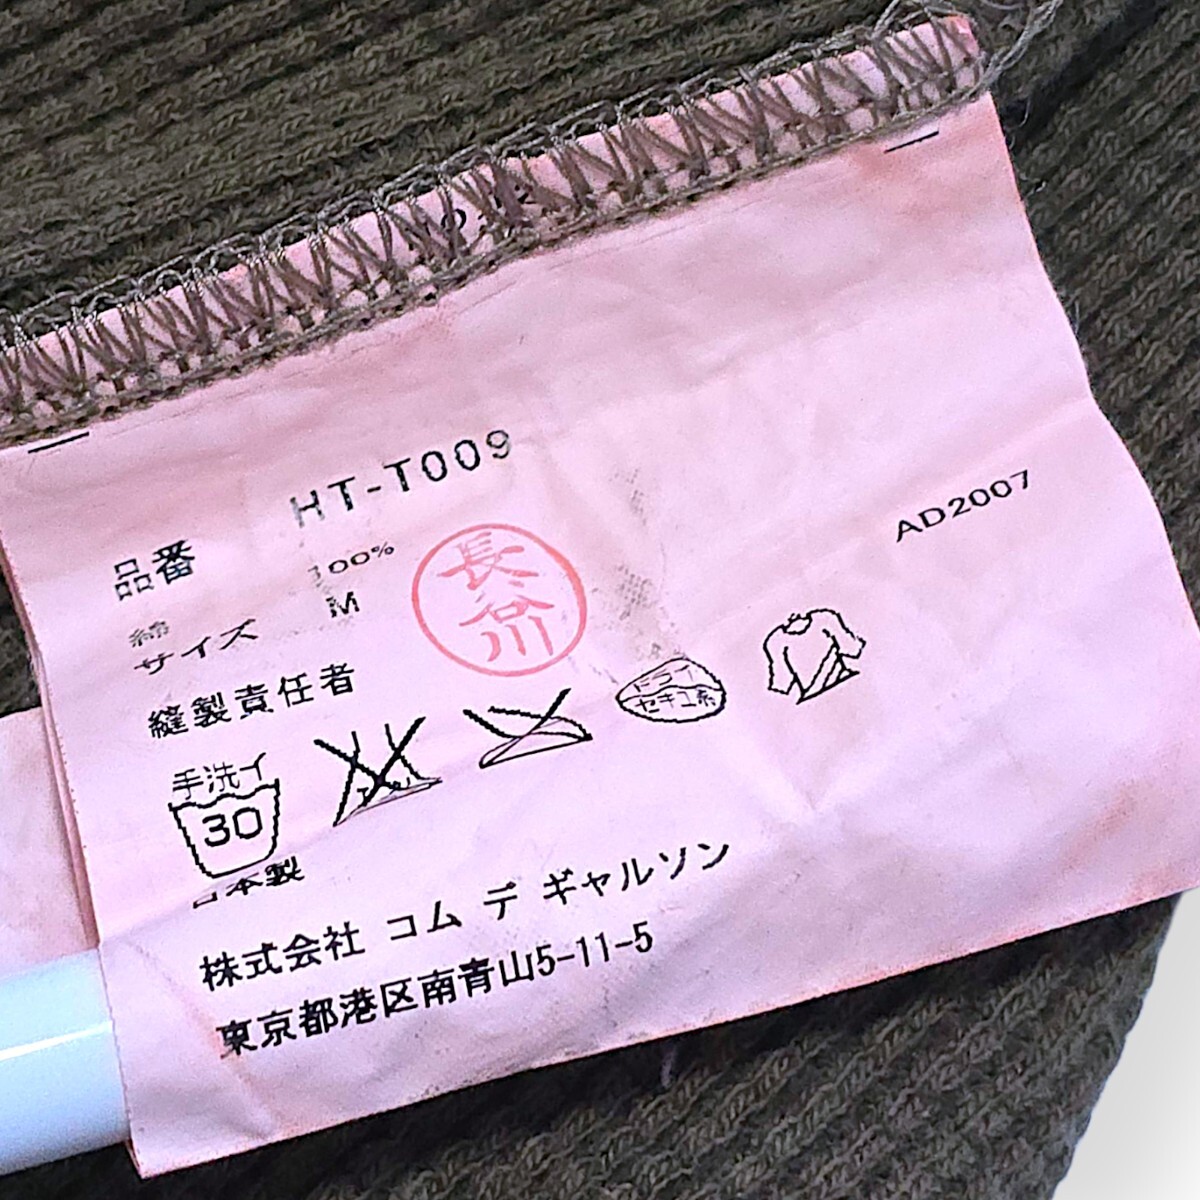 品番 HT-T009
綿 100%
サイズ M
AD2007
縫製責任者 長谷川
手洗イ
30
ドライ
セキユ系
日本製
株式会社 コム デ ギャルソン
東京都港区南青山5-11-5